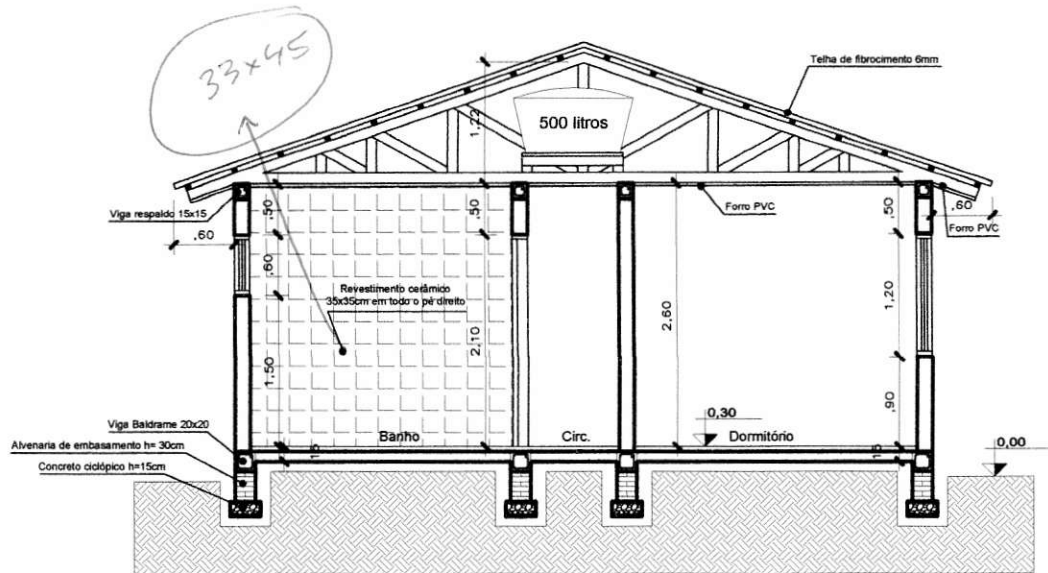 33x45
Telha de fibrocimento 6mm
1,22
500 litros
Viga respaldo 15x15
,50
,50
Forro PVC
,50
,60
Forro PVC
,60
,60
Revestimento cerâmico
35x35cm em todo o pé direito
2,10
2,60
1,20
1,50
,90
Viga Baldrame 20x20
Banho
Circ.
0,30
Dormitório
0,00
Alvenaria de embasamento h= 30cm
15
15
Concreto ciclópico h=15cm